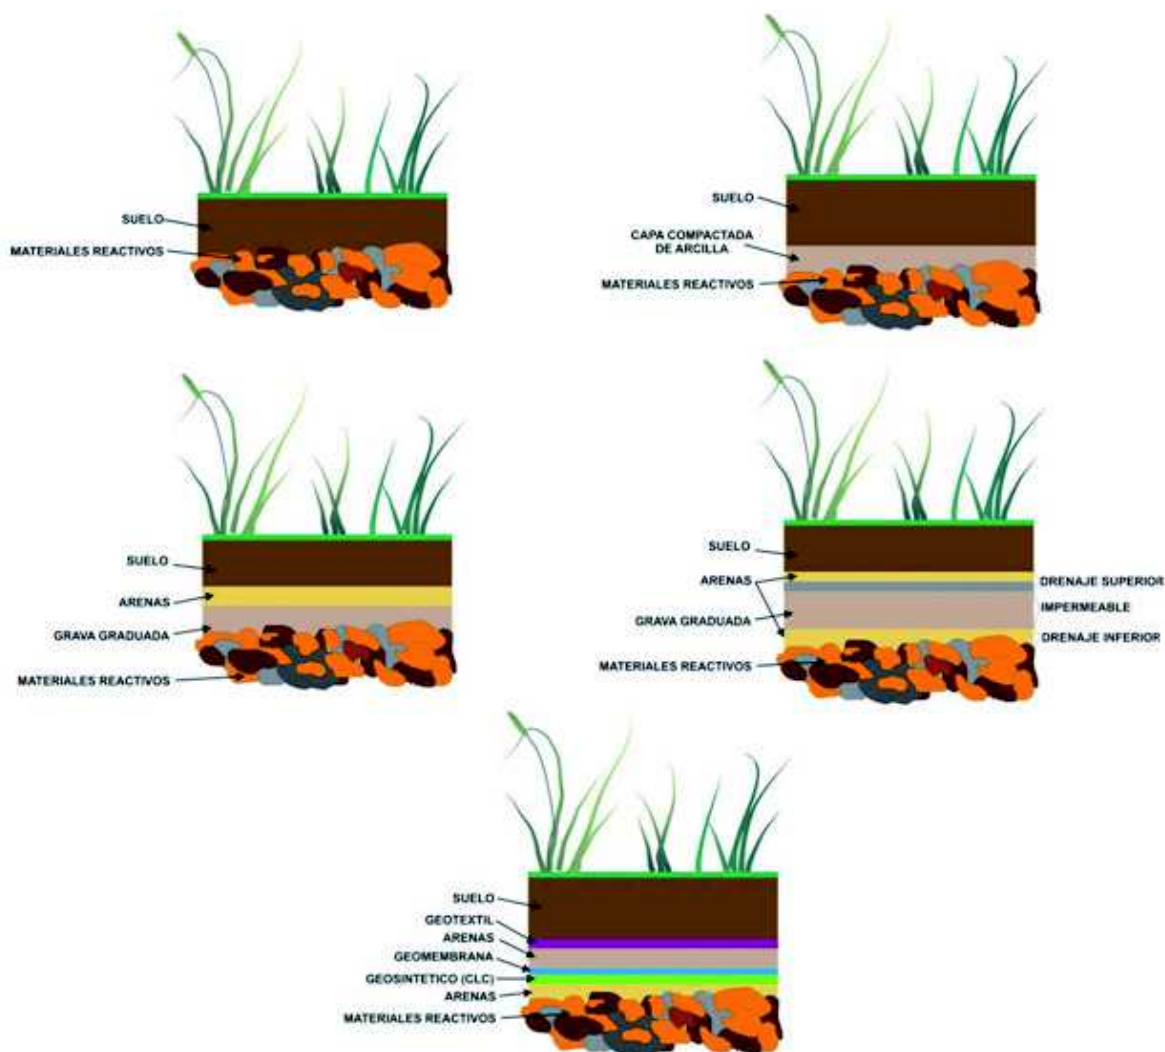 SUELO
MATERIALES REACTIVOS
SUELO
CAPA COMPACTADA
DE ARCILLA
MATERIALES REACTIVOS
SUELO
ARENAS
GRAVA GRADUADA
MATERIALES REACTIVOS
SUELO
ARENAS
GRAVA GRADUADA
MATERIALES REACTIVOS
DRENAJE SUPERIOR
IMPERMEABLE
DRENAJE INFERIOR
SUELO
GEOTEXTIL
ARENAS
GEOMEMBRANA
GEOSINTETICO (CLC)
ARENAS
MATERIALES REACTIVOS